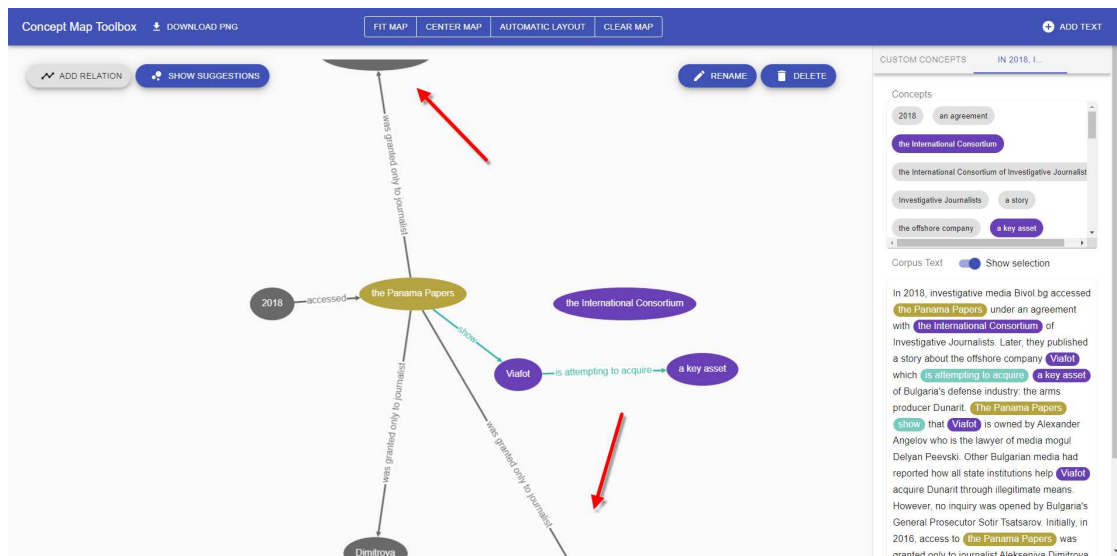 Concept Map Toolbox
DOWNLOAD PNG
FIT MAP
CENTER MAP
AUTOMATIC LAYOUT
CLEAR MAP
ADD TEXT
ADD RELATION
SHOW SUGGESTIONS
RENAME
DELETE
was granted only to journalist
2018
accessed
the Panama Papers
the International Consortium
show
Viafot
is attempting to acquire
a key asset
was granted only to journalist
was granted only to journalist
Dimitrova
CUSTOM CONCEPTS
IN 2018, I...
Concepts
2018
an agreement
the International Consortium
the International Consortium of Investigative Journalist
Investigative Journalists
a story
the offshore company
a key asset
Corpus Text
Show selection
In 2018, investigative media Bivol.bg accessed
the Panama Papers under an agreement
with the International Consortium of
Investigative Journalists. Later, they published
a story about the offshore company Viafot
which is attempting to acquire a key asset
of Bulgaria's defense industry: the arms
producer Dunarit. The Panama Papers
show that Viafot is owned by Alexander
Angelov who is the lawyer of media mogul
Delyan Peevski. Other Bulgarian media had
reported how all state institutions help Viafot
acquire Dunarit through illegitimate means.
However, no inquiry was opened by Bulgaria's
General Prosecutor Sotir Tsatsarov. Initially, in
2016, access to the Panama Papers was
granted only to journalist Alekseniya Dimitrova